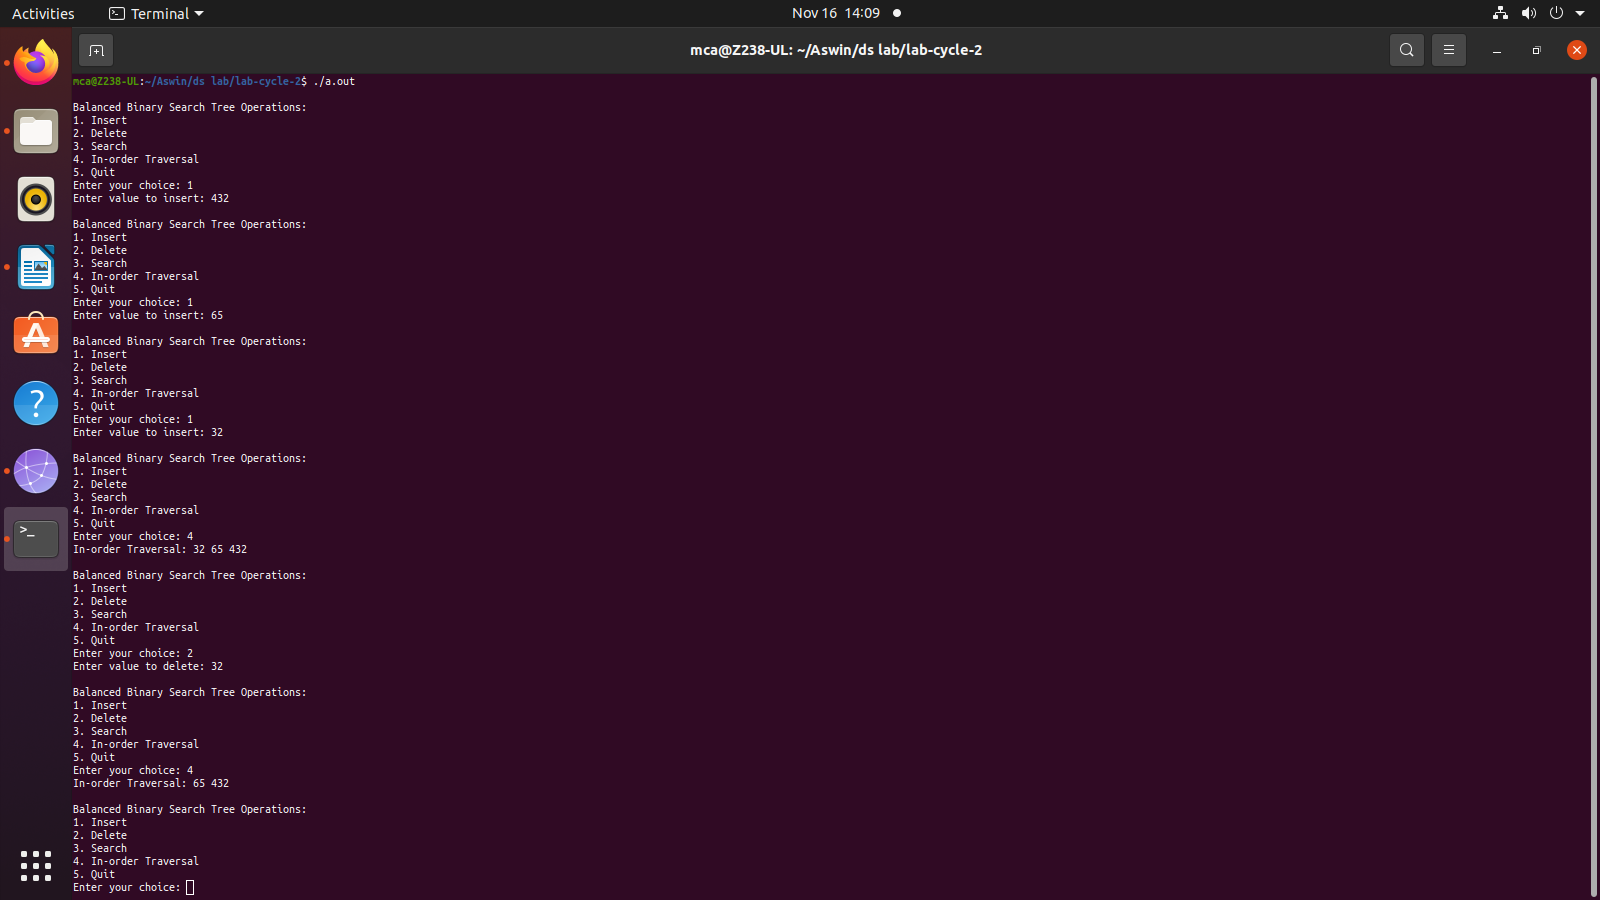 Activities
Terminal
Nov 16 14:09
mca@Z238-UL: ~/Aswin/ds lab/lab-cycle-2
mca@Z238-UL:~/Aswin/ds lab/lab-cycle-2$ ./a.out
Balanced Binary Search Tree Operations:
1. Insert
2. Delete
3. Search
4. In-order Traversal
5. Quit
Enter your choice: 1
Enter value to insert: 432
Balanced Binary Search Tree Operations:
1. Insert
2. Delete
3. Search
4. In-order Traversal
5. Quit
Enter your choice: 1
Enter value to insert: 65
Balanced Binary Search Tree Operations:
1. Insert
2. Delete
3. Search
4. In-order Traversal
5. Quit
Enter your choice: 1
Enter value to insert: 32
Balanced Binary Search Tree Operations:
1. Insert
2. Delete
3. Search
4. In-order Traversal
5. Quit
Enter your choice: 4
In-order Traversal: 32 65 432
Balanced Binary Search Tree Operations:
1. Insert
2. Delete
3. Search
4. In-order Traversal
5. Quit
Enter your choice: 2
Enter value to delete: 32
Balanced Binary Search Tree Operations:
1. Insert
2. Delete
3. Search
4. In-order Traversal
5. Quit
Enter your choice: 4
In-order Traversal: 65 432
Balanced Binary Search Tree Operations:
1. Insert
2. Delete
3. Search
4. In-order Traversal
5. Quit
Enter your choice: